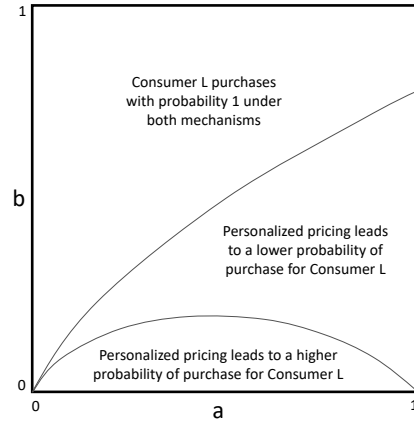 1
Consumer L purchases
with probability 1 under
both mechanisms
b
Personalized pricing leads
to a lower probability of
purchase for Consumer L
Personalized pricing leads to a higher
probability of purchase for Consumer L
0
0
a
1